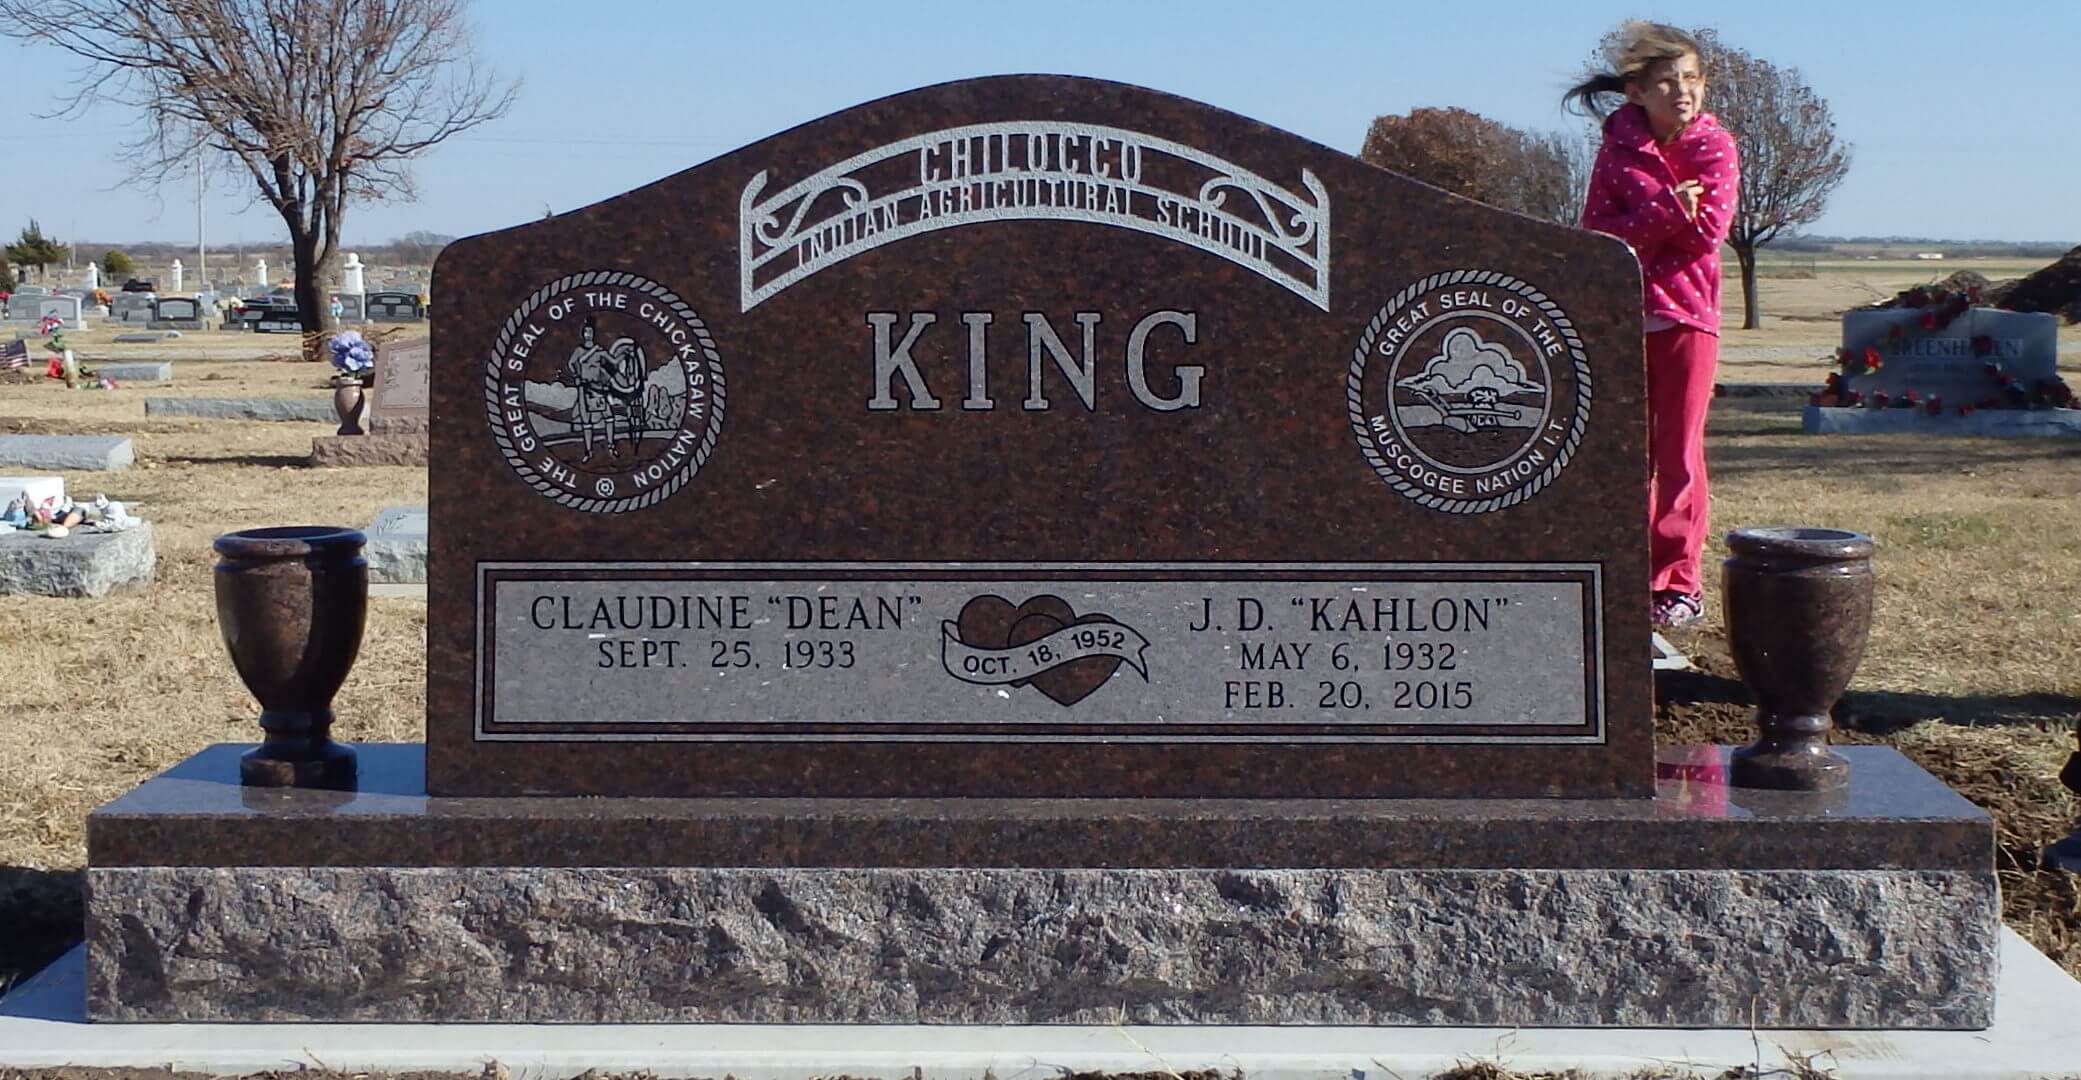 CHILOCCO
INDIAN AGRICULTURAL SCHOOL
THE GREAT SEAL OF THE CHICKASAW NATION
KING
GREAT SEAL OF THE
MUSCOGEE NATION I.T.
CLAUDINE “DEAN”
SEPT. 25, 1933
OCT. 18, 1952
J. D. “KAHLON”
MAY 6, 1932
FEB. 20, 2015